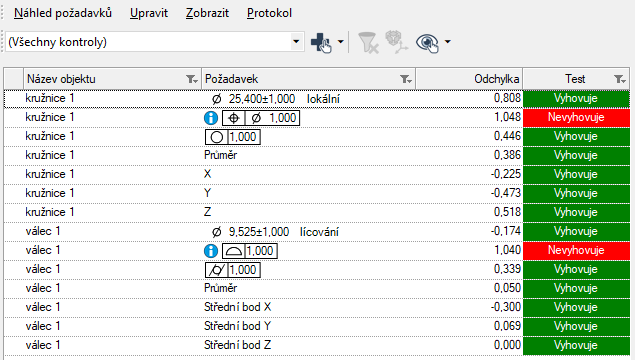 Náhled požadavků Upravit Zobrazit Protokol
(Všechny kontroly)
Název objektu Požadavek Odchylka Test
kružnice 1 ⌀ 25,400±1,000 lokální 0,808 Vyhovuje
kružnice 1 ⌖ ⌀ 1,000 1,048 Nevyhovuje
kružnice 1 ○ 1,000 0,446 Vyhovuje
kružnice 1 Průměr 0,386 Vyhovuje
kružnice 1 X -0,225 Vyhovuje
kružnice 1 Y -0,473 Vyhovuje
kružnice 1 Z 0,518 Vyhovuje
válec 1 ⌀ 9,525±1,000 lícování -0,174 Vyhovuje
válec 1 ⌓ 1,000 1,040 Nevyhovuje
válec 1 ⌭ 1,000 0,339 Vyhovuje
válec 1 Průměr 0,050 Vyhovuje
válec 1 Střední bod X -0,300 Vyhovuje
válec 1 Střední bod Y 0,069 Vyhovuje
válec 1 Střední bod Z 0,000 Vyhovuje